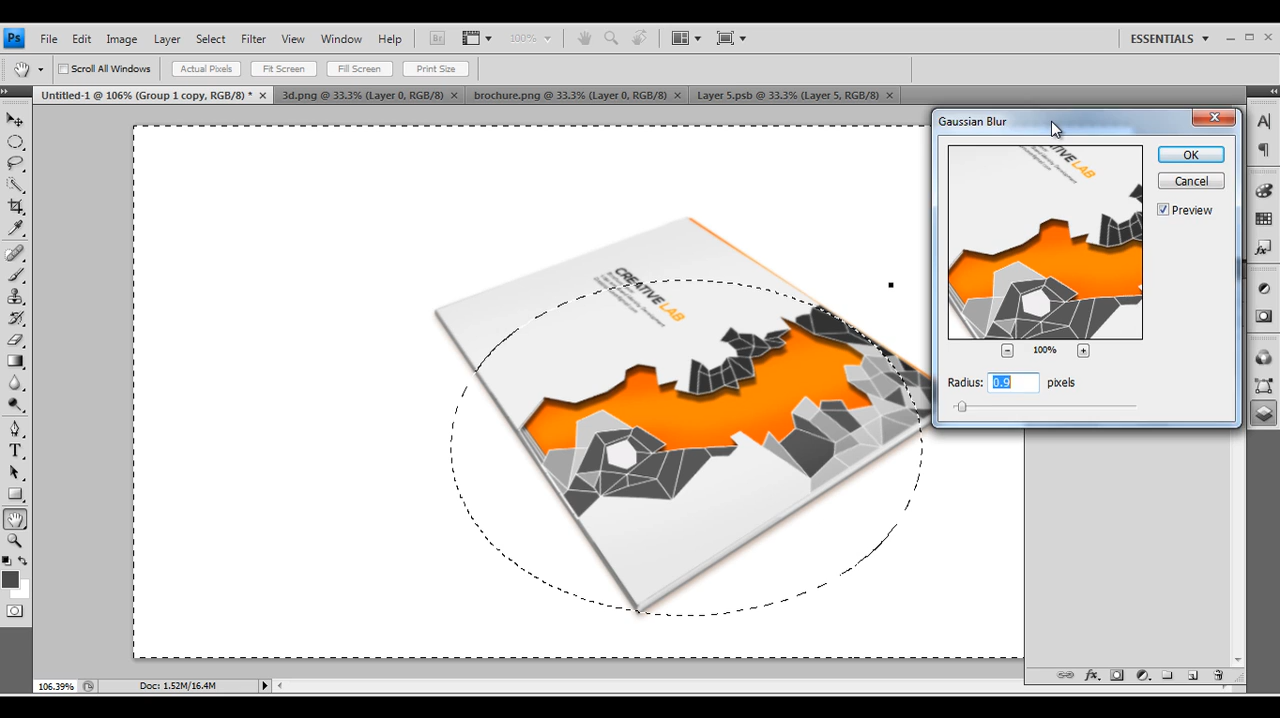 Ps File Edit Image Layer Select Filter View Window Help Br 100% ESSENTIALS
Scroll All Windows Actual Pixels Fit Screen Fill Screen Print Size
Untitled-1 @ 106% (Group 1 copy, RGB/8) * 3d.png @ 33.3% (Layer 0, RGB/8) brochure.png @ 33.3% (Layer 0, RGB/8) Layer 5.psb @ 33.3% (Layer 5, RGB/8)
Gaussian Blur
OK
Cancel
Preview
CREATIVE LAB
100%
Radius: 0.9 pixels
106.39% Doc: 1.52M/16.4M